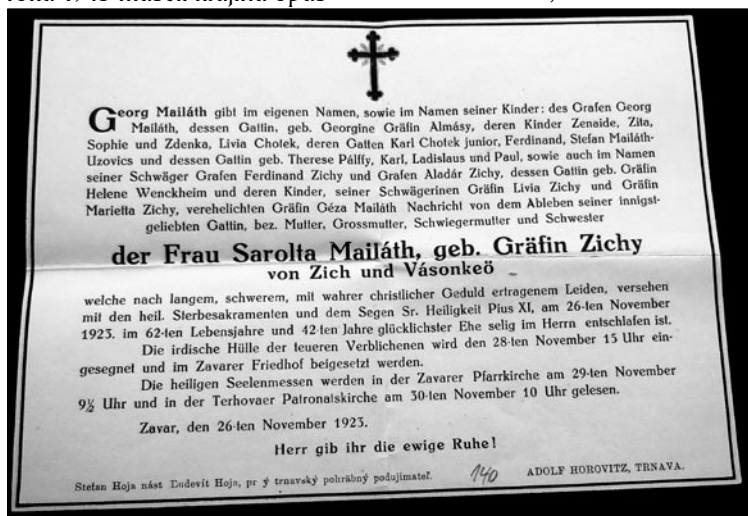 Georg Mailáth gibt im eigenen Namen, sowie im Namen seiner Kinder: des Grafen Georg
Mailáth, dessen Gattin, geb. Georgine Gräfin Almásy, deren Kinder Zenaide, Zita,
Sophie und Zdenka, Livia Chotek, deren Gatten Karl Chotek junior, Ferdinand, Stefan Mailáth-
Uzovics und dessen Gattin geb. Therese Pálffy, Karl, Ladislaus und Paul, sowie auch im Namen
seiner Schwäger Grafen Ferdinand Zichy und Grafen Aladár Zichy, dessen Gattin geb. Gräfin
Helene Wenckheim und deren Kinder, seiner Schwägerinen Gräfin Livia Zichy und Gräfin
Marietta Zichy, verehelichten Gräfin Géza Mailáth Nachricht von dem Ableben seiner innigst-
geliebten Gattin, bez. Mutter, Grossmutter, Schwiegermutter und Schwester
der Frau Sarolta Mailáth, geb. Gräfin Zichy
von Zich und Vásonkeö
welche nach langem, schwerem, mit wahrer christlicher Geduld ertragenem Leiden, versehen
mit den heil. Sterbesakramenten und dem Segen Sr. Heiligkeit Pius XI, am 26-ten November
1923. im 62-ten Lebensjahre und 42-ten Jahre glücklichster Ehe selig im Herrn entschlafen ist.
Die irdische Hülle der teueren Verblichenen wird den 28-ten November 15 Uhr ein-
gesegnet und im Zavarer Friedhof beigesetzt werden.
Die heiligen Seelenmessen werden in der Zavarer Pfarrkirche am 29-ten November
9½ Uhr und in der Terhovaer Patronatskirche am 30-ten November 10 Uhr gelesen.
Zavar, den 26-ten November 1923.
Herr gib ihr die ewige Ruhe!
Stefan Hoja nást Ľudevít Hoja, pr ý trnavský pohrabný podujímateľ.
140
ADOLF HOROVITZ, TRNAVA.